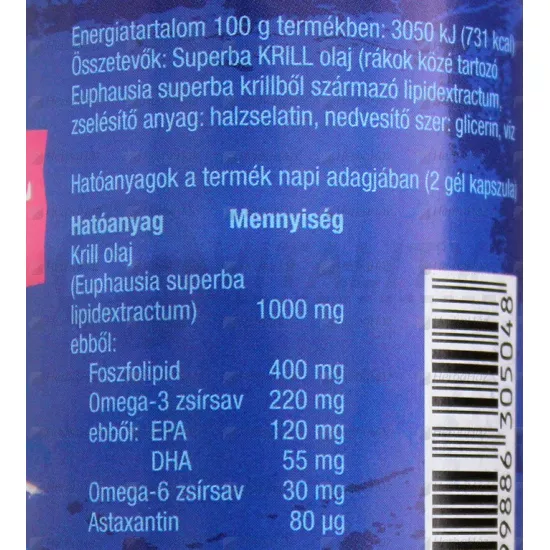 Energiatartalom 100 g termékben: 3050 kJ (731 kcal)
Összetevők: Superba KRILL olaj (rákok közé tartozó
Euphausia superba krillből származó lipidextractum,
zselésítő anyag: halzselatin, nedvesítő szer: glicerin, víz
Hatóanyagok a termék napi adagjában (2 gél kapszula)
Hatóanyag Mennyiség
Krill olaj
(Euphausia superba
lipidextractum) 1000 mg
ebből:
Foszfolipid 400 mg
Omega-3 zsírsav 220 mg
ebből: EPA 120 mg
DHA 55 mg
Omega-6 zsírsav 30 mg
Astaxantin 80 µg
9886 305048